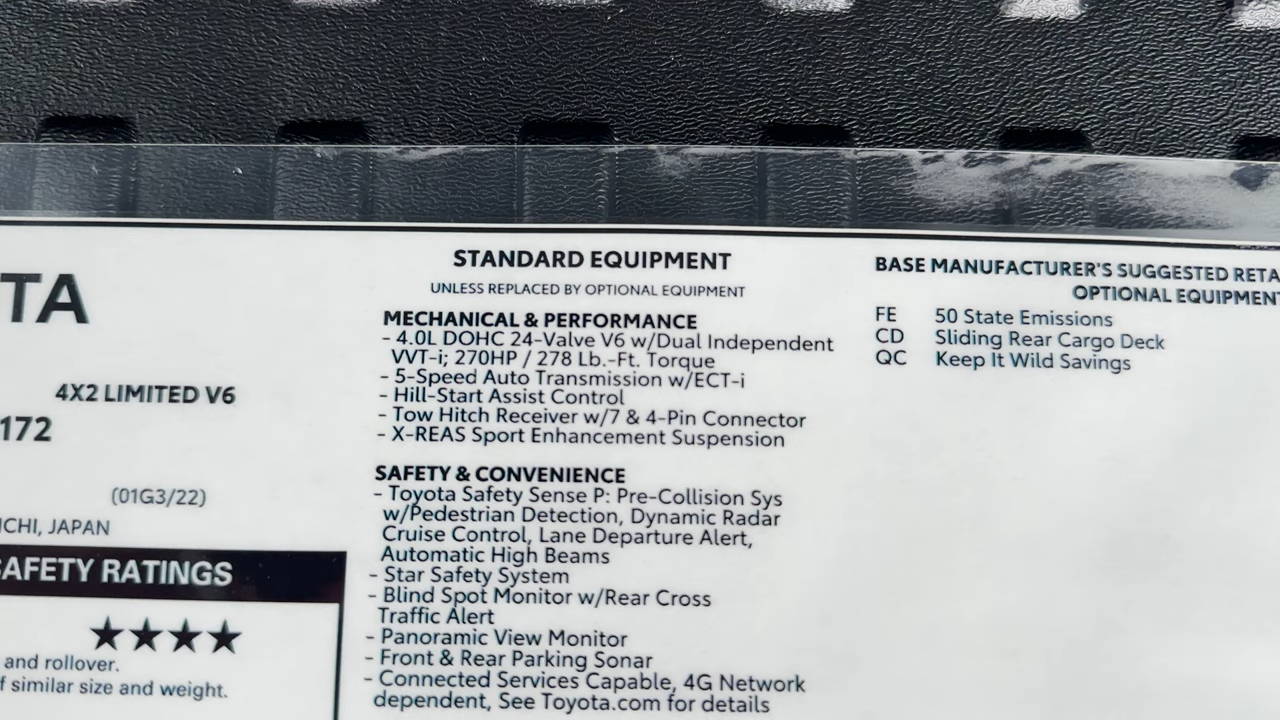 TA
4X2 LIMITED V6
172
(01G3/22)
ICHI, JAPAN
SAFETY RATINGS
★★★★
and rollover.
f similar size and weight.
STANDARD EQUIPMENT
UNLESS REPLACED BY OPTIONAL EQUIPMENT
MECHANICAL & PERFORMANCE
- 4.0L DOHC 24-Valve V6 w/Dual Independent
VVT-i; 270HP / 278 Lb.-Ft. Torque
- 5-Speed Auto Transmission w/ECT-i
- Hill-Start Assist Control
- Tow Hitch Receiver w/7 & 4-Pin Connector
- X-REAS Sport Enhancement Suspension
SAFETY & CONVENIENCE
- Toyota Safety Sense P: Pre-Collision Sys
w/Pedestrian Detection, Dynamic Radar
Cruise Control, Lane Departure Alert,
Automatic High Beams
- Star Safety System
- Blind Spot Monitor w/Rear Cross
Traffic Alert
- Panoramic View Monitor
- Front & Rear Parking Sonar
- Connected Services Capable, 4G Network
dependent, See Toyota.com for details
BASE MANUFACTURER'S SUGGESTED RETA
OPTIONAL EQUIPMENT
FE 50 State Emissions
CD Sliding Rear Cargo Deck
QC Keep It Wild Savings